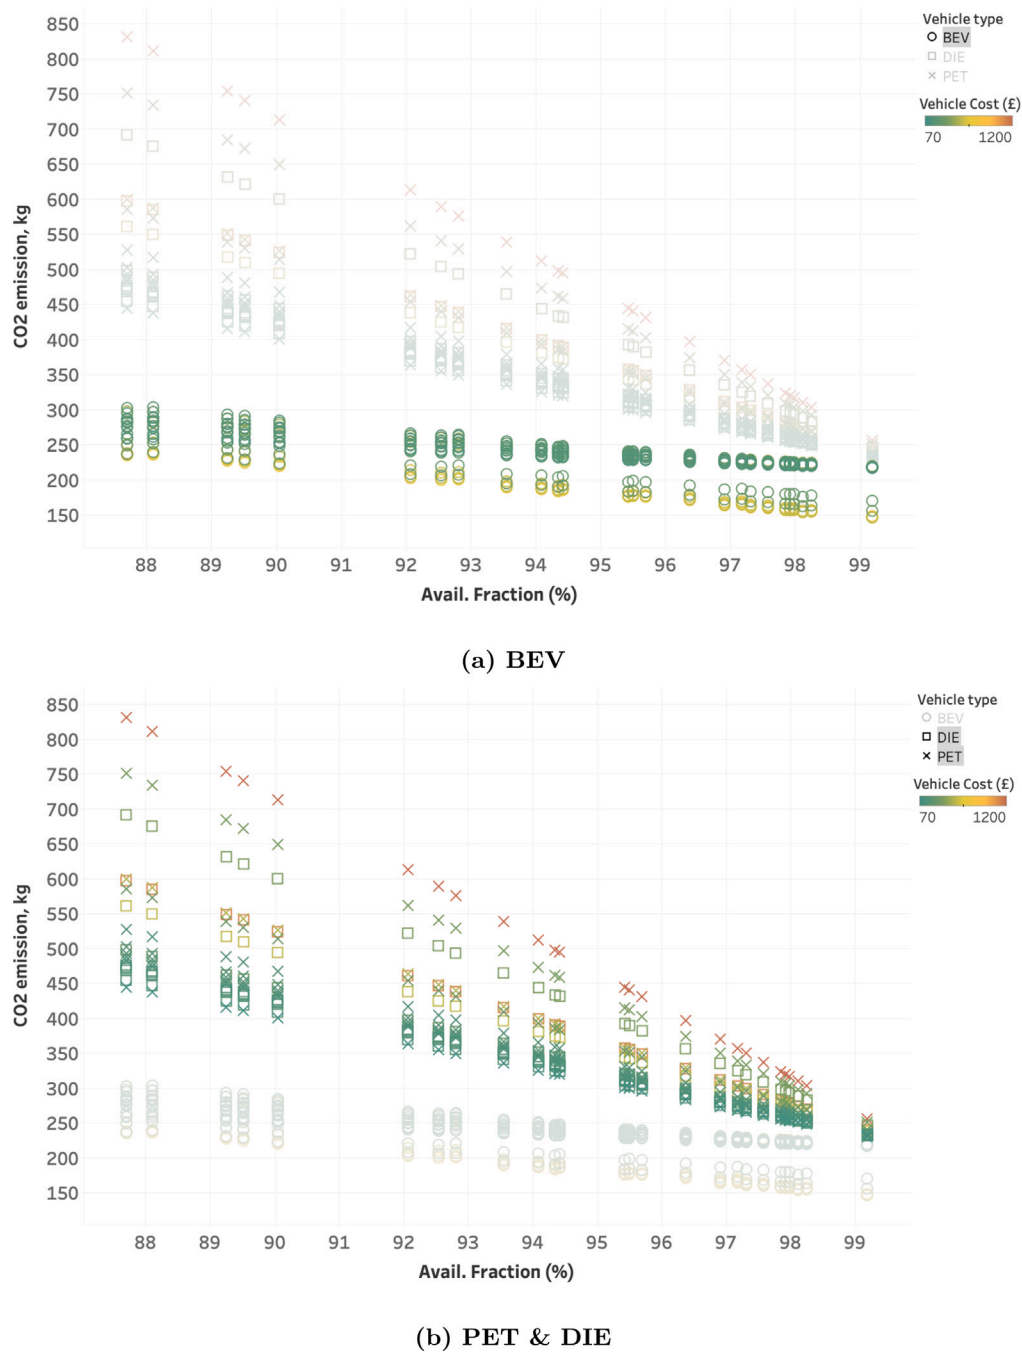 850
800
750
700
650
600
550
500
450
400
350
300
250
200
150
CO2 emission, kg
88 89 90 91 92 93 94 95 96 97 98 99
Avail. Fraction (%)
Vehicle type
BEV
DIE
PET
Vehicle Cost (£)
70 1200
(a) BEV
850
800
750
700
650
600
550
500
450
400
350
300
250
200
150
CO2 emission, kg
88 89 90 91 92 93 94 95 96 97 98 99
Avail. Fraction (%)
Vehicle type
BEV
DIE
PET
Vehicle Cost (£)
70 1200
(b) PET & DIE